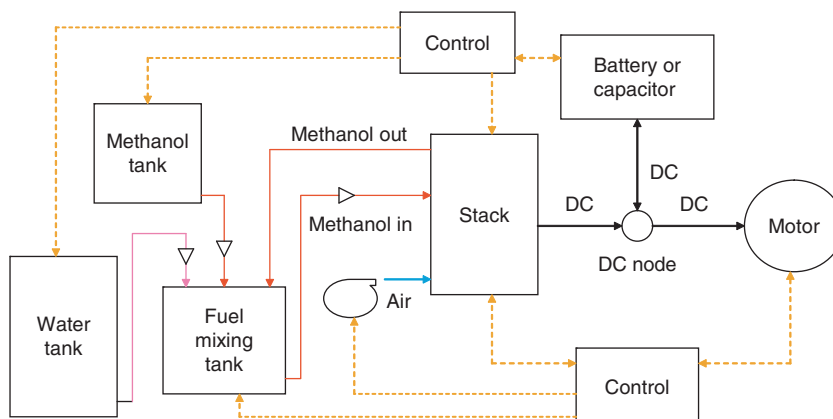 Control
Battery or
capacitor
Methanol
tank
Methanol out
Methanol in
Stack
DC
DC
DC
DC node
Motor
Water
tank
Fuel
mixing
tank
Air
Control